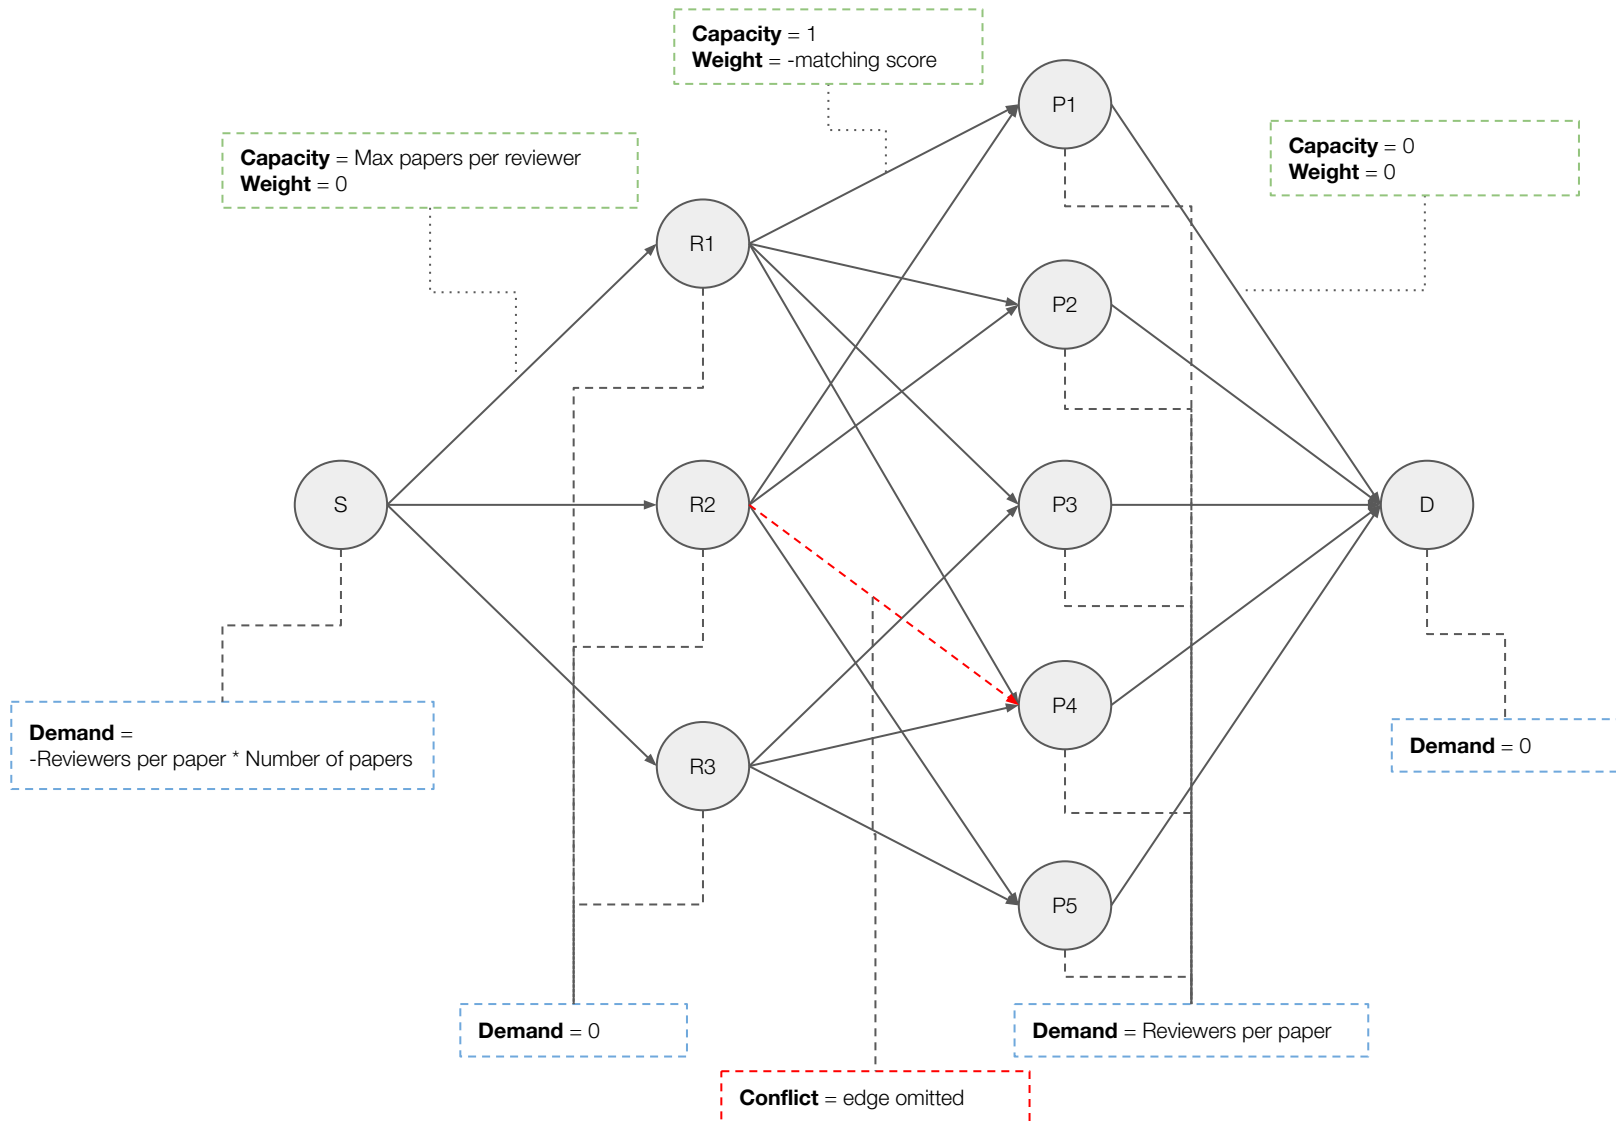 Capacity = 1
Weight = -matching score
P1
Capacity = Max papers per reviewer
Weight = 0
Capacity = 0
Weight = 0
R1
P2
S
R2
P3
D
P4
Demand =
-Reviewers per paper * Number of papers
R3
Demand = 0
P5
Demand = 0
Demand = Reviewers per paper
Conflict = edge omitted